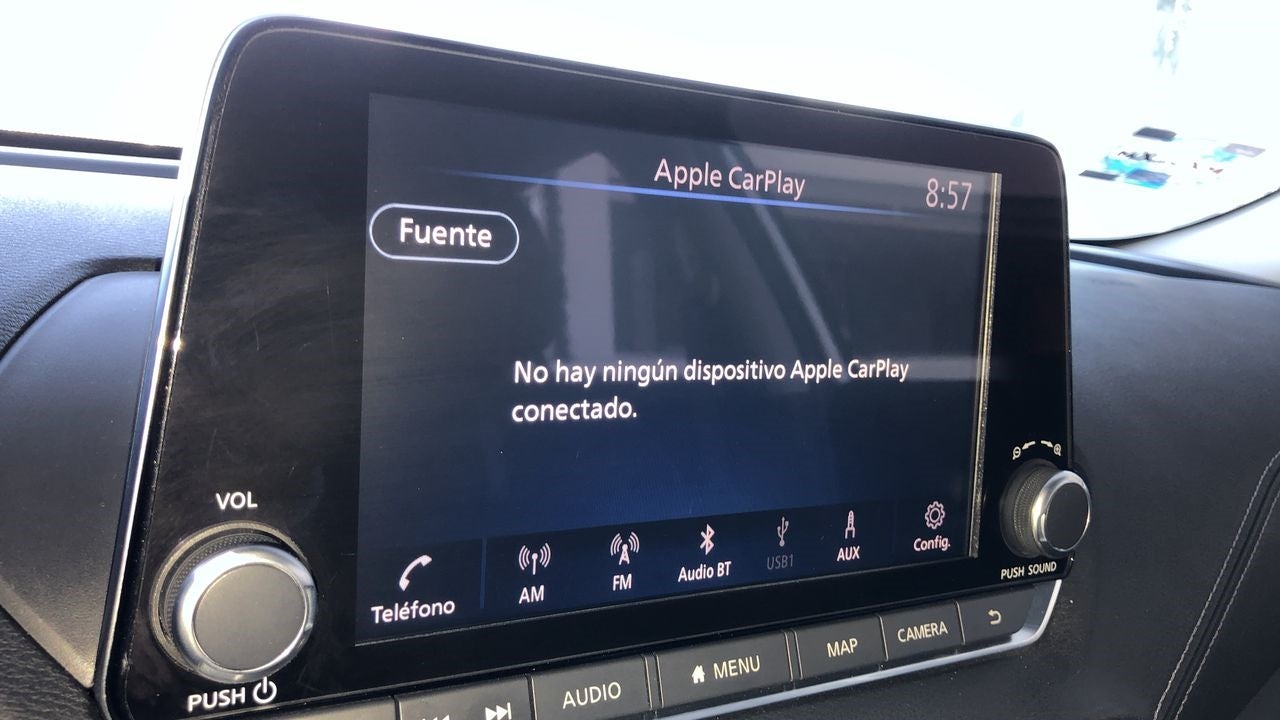 Apple CarPlay
8:57
Fuente
No hay ningún dispositivo Apple CarPlay
conectado.
VOL
Teléfono
AM
FM
Audio BT
USB1
AUX
Config.
PUSH SOUND
PUSH
AUDIO
MENU
MAP
CAMERA